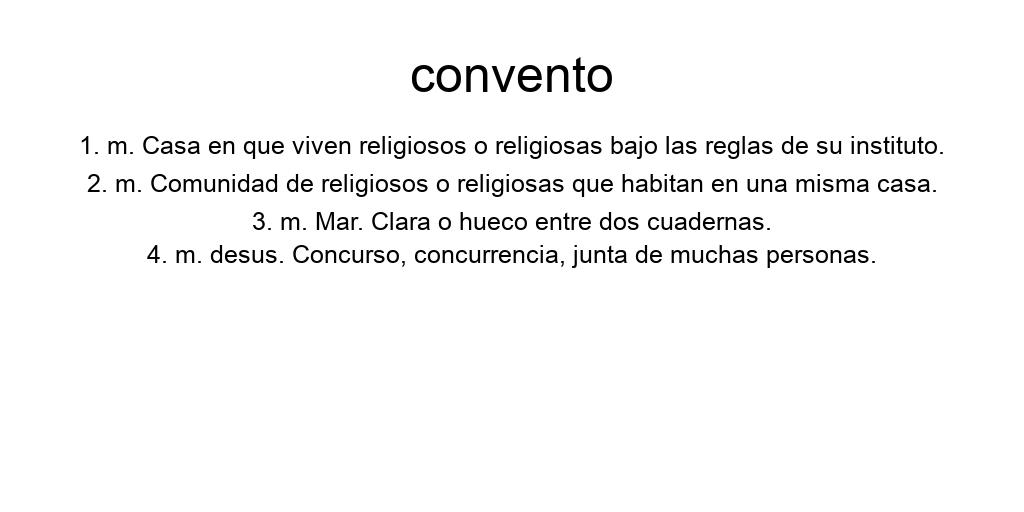 convento
1. m. Casa en que viven religiosos o religiosas bajo las reglas de su instituto.
2. m. Comunidad de religiosos o religiosas que habitan en una misma casa.
3. m. Mar. Clara o hueco entre dos cuadernas.
4. m. desus. Concurso, concurrencia, junta de muchas personas.